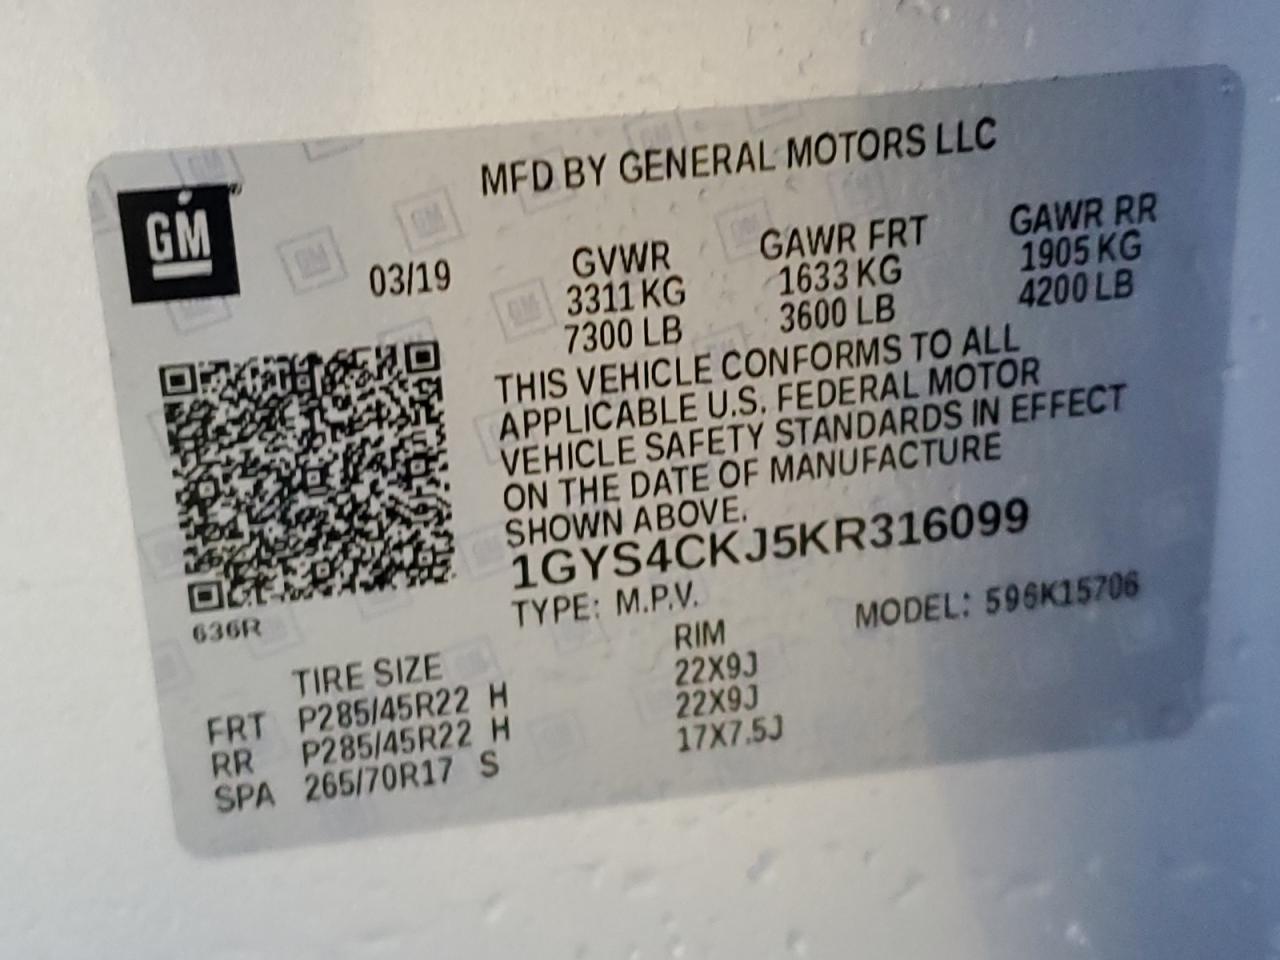 MFD BY GENERAL MOTORS LLC
GM
03/19
GVWR GAWR FRT GAWR RR
3311 KG 1633 KG 1905 KG
7300 LB 3600 LB 4200 LB
THIS VEHICLE CONFORMS TO ALL
APPLICABLE U.S. FEDERAL MOTOR
VEHICLE SAFETY STANDARDS IN EFFECT
ON THE DATE OF MANUFACTURE
SHOWN ABOVE.
1GYS4CKJ5KR316099
TYPE: M.P.V. MODEL: 596K15706
636R
TIRE SIZE RIM
FRT P285/45R22 H 22X9J
RR P285/45R22 H 22X9J
SPA 265/70R17 S 17X7.5J